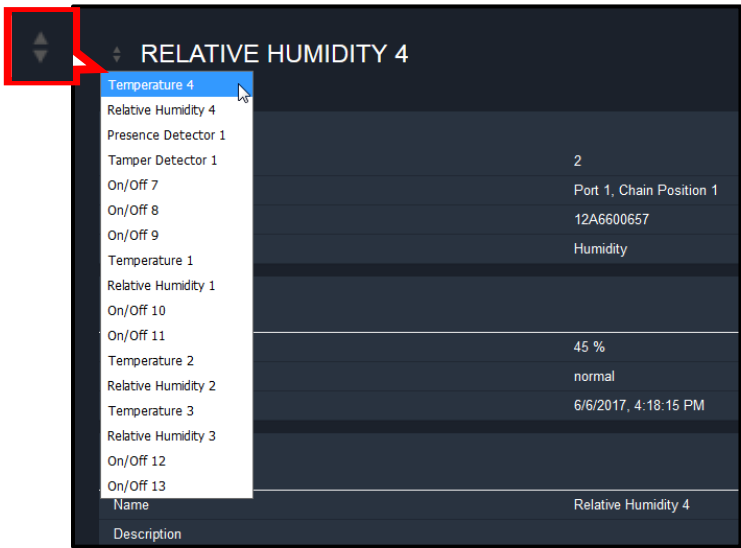 RELATIVE HUMIDITY 4
Temperature 4
Relative Humidity 4
Presence Detector 1
Tamper Detector 1
On/Off 7
On/Off 8
On/Off 9
Temperature 1
Relative Humidity 1
On/Off 10
On/Off 11
Temperature 2
Relative Humidity 2
Temperature 3
Relative Humidity 3
On/Off 12
On/Off 13
2
Port 1, Chain Position 1
12A6600657
Humidity
45 %
normal
6/6/2017, 4:18:15 PM
Name Relative Humidity 4
Description